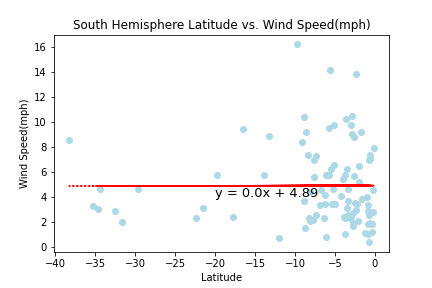 South Hemisphere Latitude vs. Wind Speed(mph)
16
14
12
10
8
6
4
2
0
Wind Speed(mph)
y = 0.0x + 4.89
−40 −35 −30 −25 −20 −15 −10 −5 0
Latitude